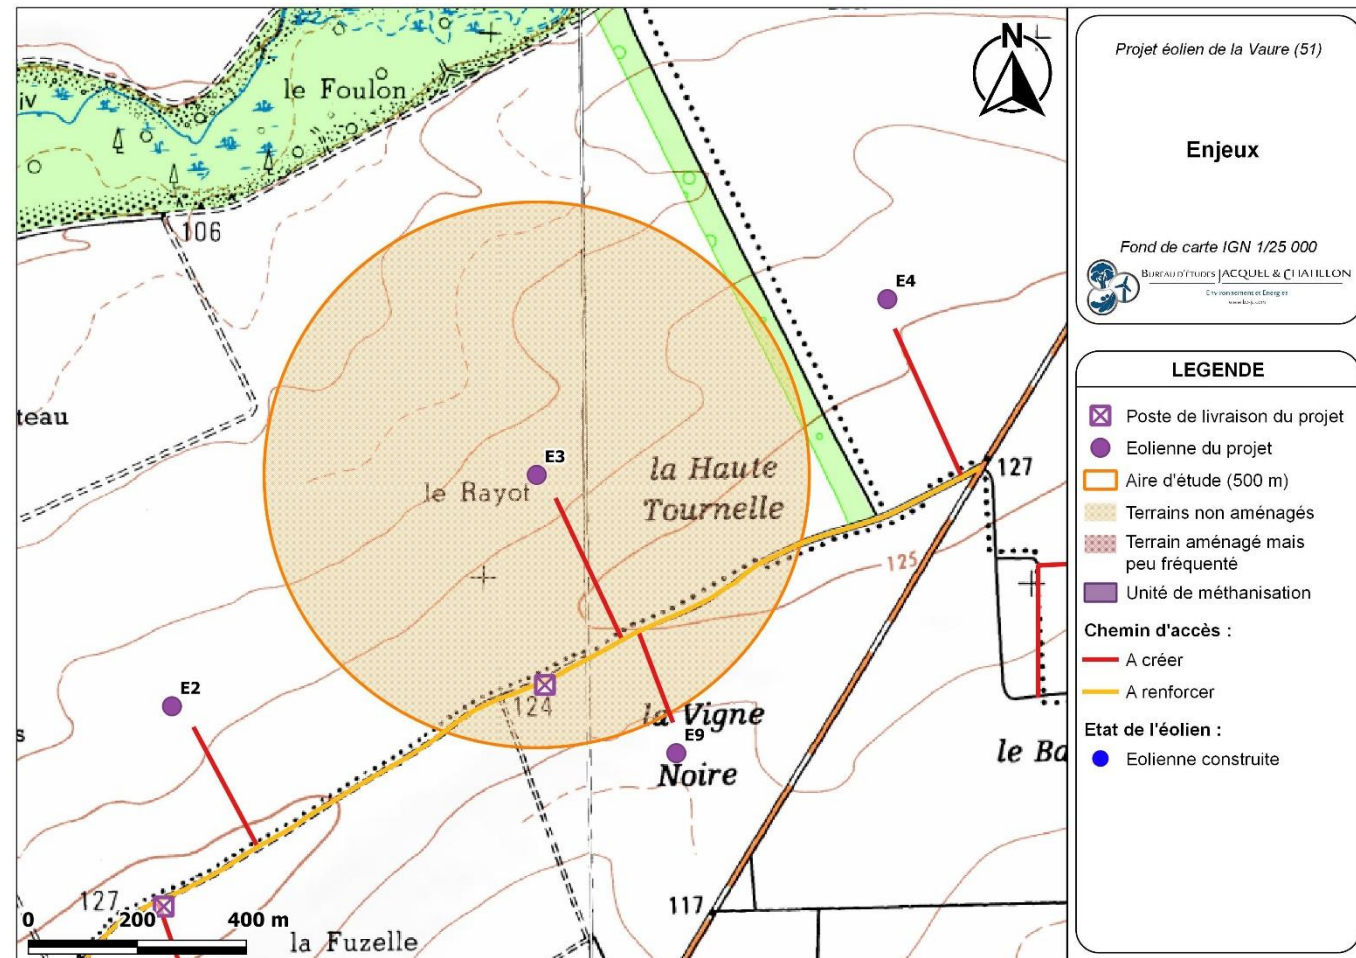 le Foulon
106
teau
E4
E3
la Haute
le Rayot
Tournelle
127
125
E2
124
la Vigne
E9
Noire
le Ba
s
127
117
0 200 400 m
la Fuzelle
N
Projet éolien de la Vaure (51)
Enjeux
Fond de carte IGN 1/25 000
BUREAU D'ÉTUDES JACQUEL & CHATILLON
Environnement et Energies
LEGENDE
Poste de livraison du projet
Eolienne du projet
Aire d'étude (500 m)
Terrains non aménagés
Terrain aménagé mais
peu fréquenté
Unité de méthanisation
Chemin d'accès :
A créer
A renforcer
Etat de l'éolien :
Eolienne construite